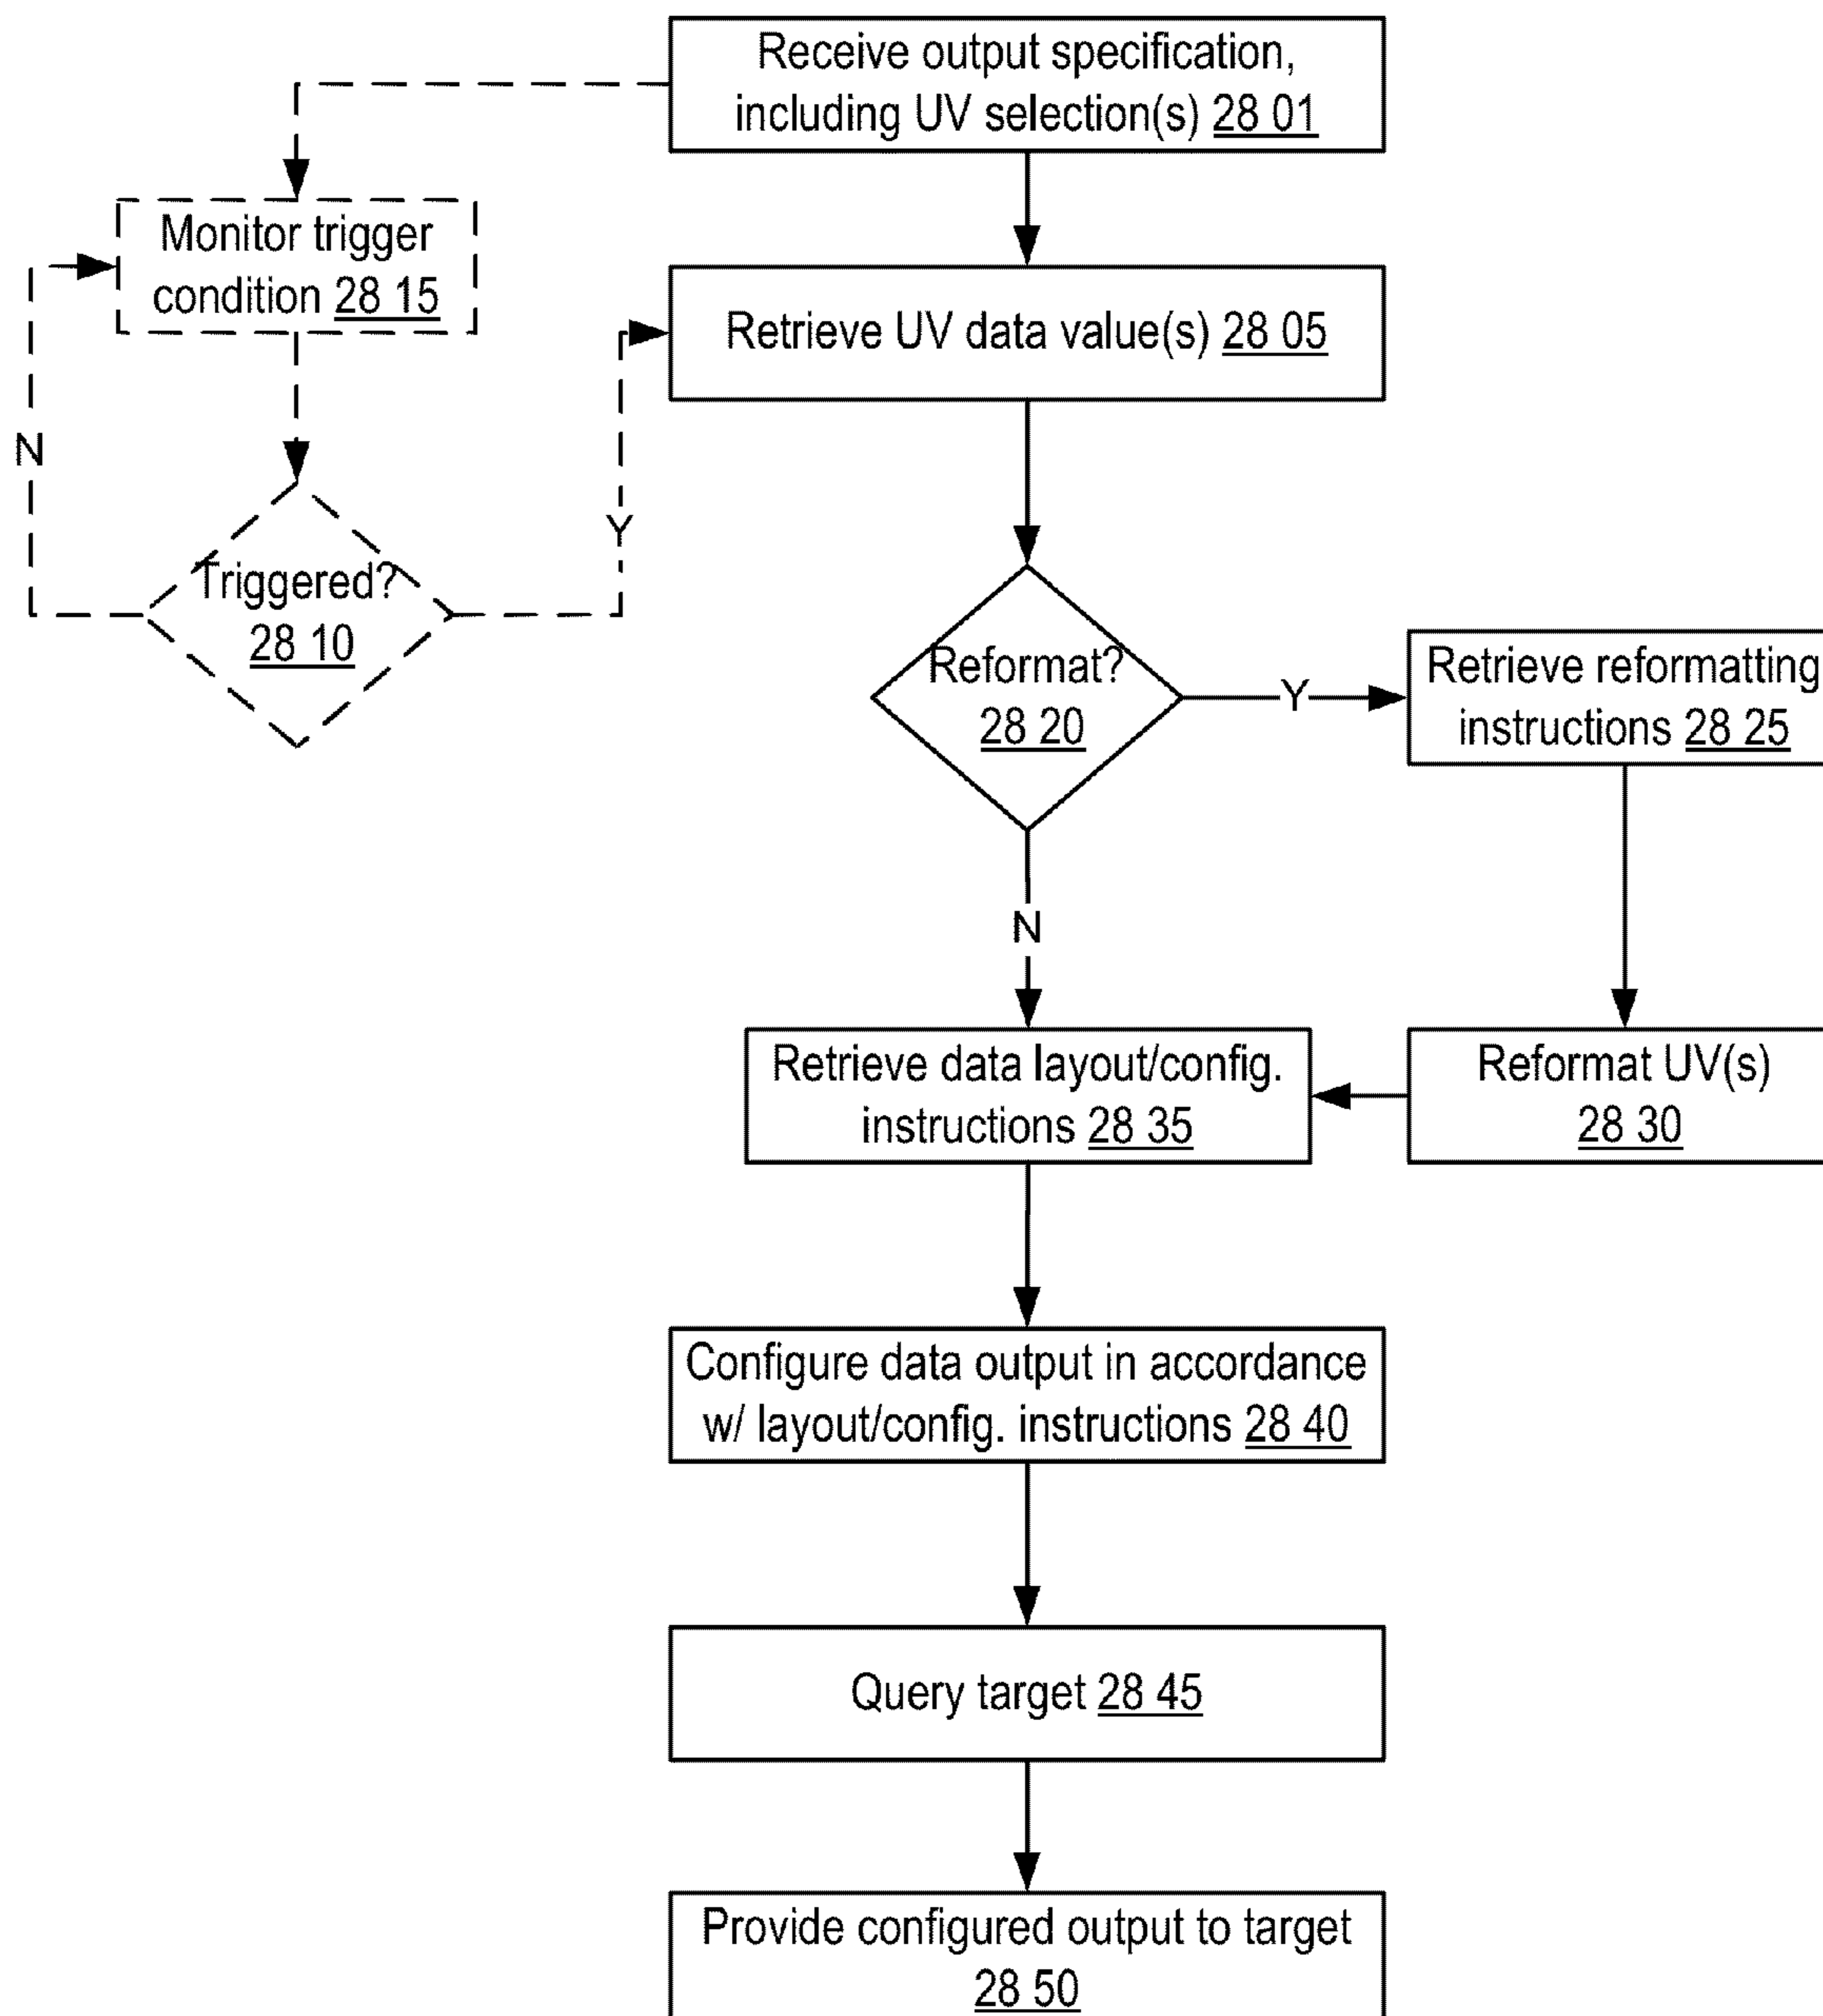 Receive output specification,
including UV selection(s) 28 01
Monitor trigger
condition 28 15
Retrieve UV data value(s) 28 05
N
Y
Triggered?
28 10
Reformat?
28 20
Y
Retrieve reformatting
instructions 28 25
N
Retrieve data layout/config.
instructions 28 35
Reformat UV(s)
28 30
Configure data output in accordance
w/ layout/config. instructions 28 40
Query target 28 45
Provide configured output to target
28 50